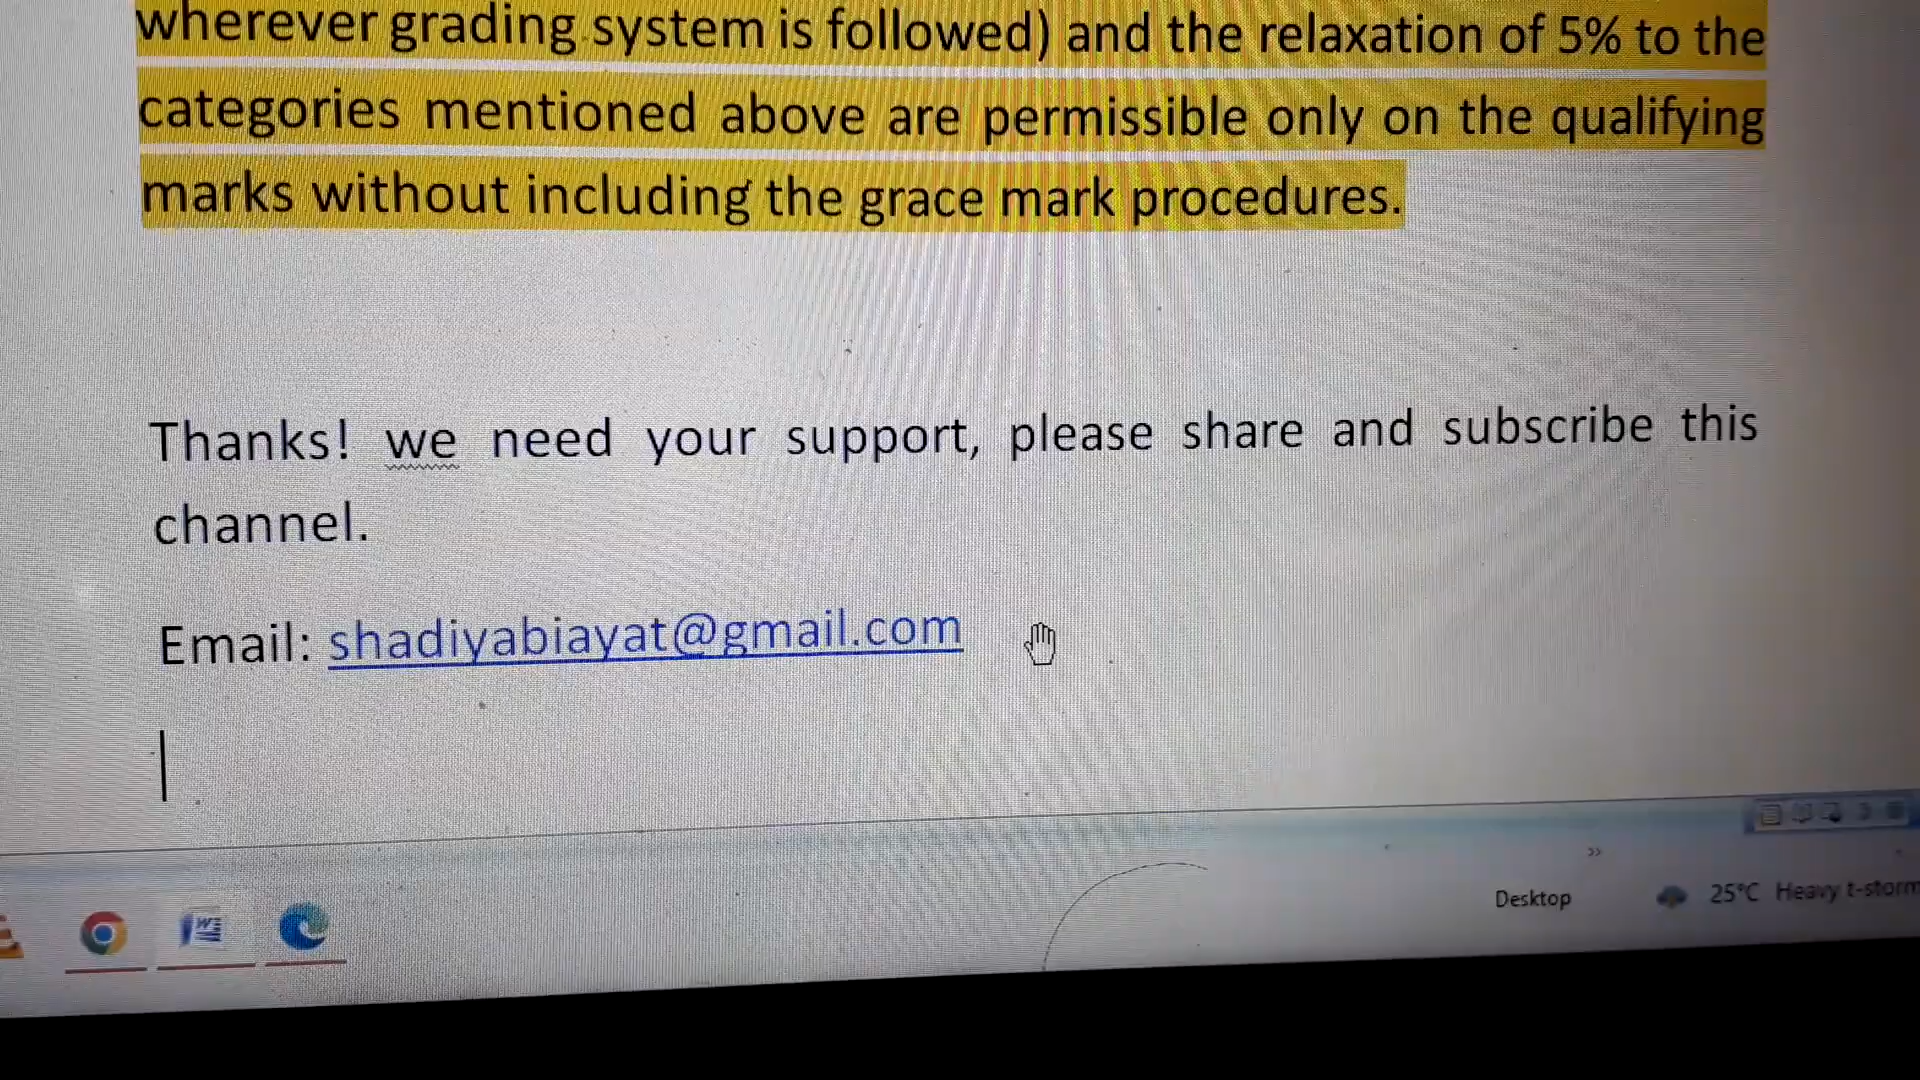 wherever grading system is followed) and the relaxation of 5% to the
categories mentioned above are permissible only on the qualifying
marks without including the grace mark procedures.
Thanks! we need your support, please share and subscribe this
channel.
Email: shadiyabiayat@gmail.com
»
Desktop 25°C Heavy t-storm